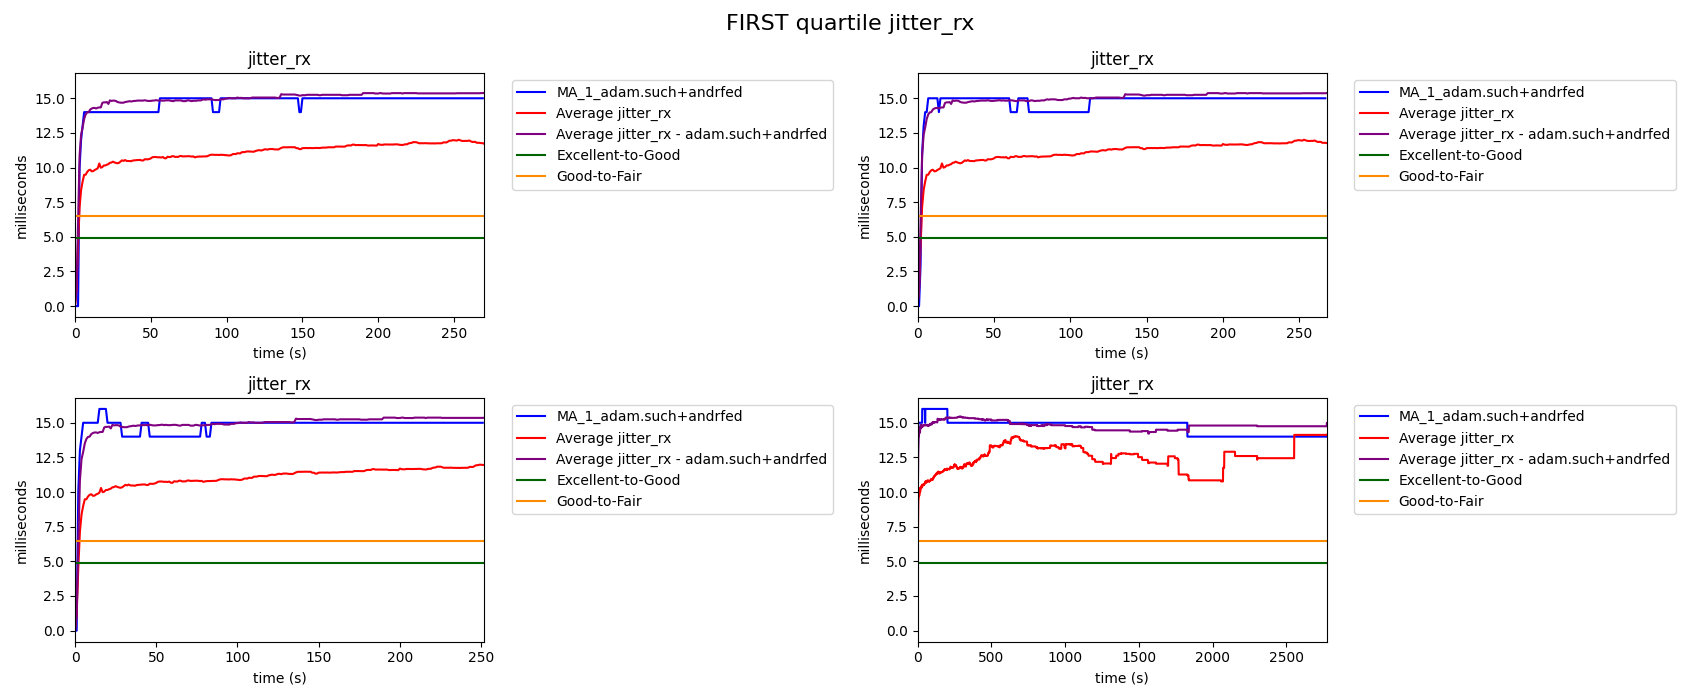 FIRST quartile jitter_rx
jitter_rx
15.0
12.5
10.0
7.5
5.0
2.5
0.0
milliseconds
0 50 100 150 200 250
time (s)
MA_1_adam.such+andrfed
Average jitter_rx
Average jitter_rx - adam.such+andrfed
Excellent-to-Good
Good-to-Fair
jitter_rx
15.0
12.5
10.0
7.5
5.0
2.5
0.0
milliseconds
0 50 100 150 200 250
time (s)
MA_1_adam.such+andrfed
Average jitter_rx
Average jitter_rx - adam.such+andrfed
Excellent-to-Good
Good-to-Fair
jitter_rx
15.0
12.5
10.0
7.5
5.0
2.5
0.0
milliseconds
0 50 100 150 200 250
time (s)
MA_1_adam.such+andrfed
Average jitter_rx
Average jitter_rx - adam.such+andrfed
Excellent-to-Good
Good-to-Fair
jitter_rx
15.0
12.5
10.0
7.5
5.0
2.5
0.0
milliseconds
0 500 1000 1500 2000 2500
time (s)
MA_1_adam.such+andrfed
Average jitter_rx
Average jitter_rx - adam.such+andrfed
Excellent-to-Good
Good-to-Fair